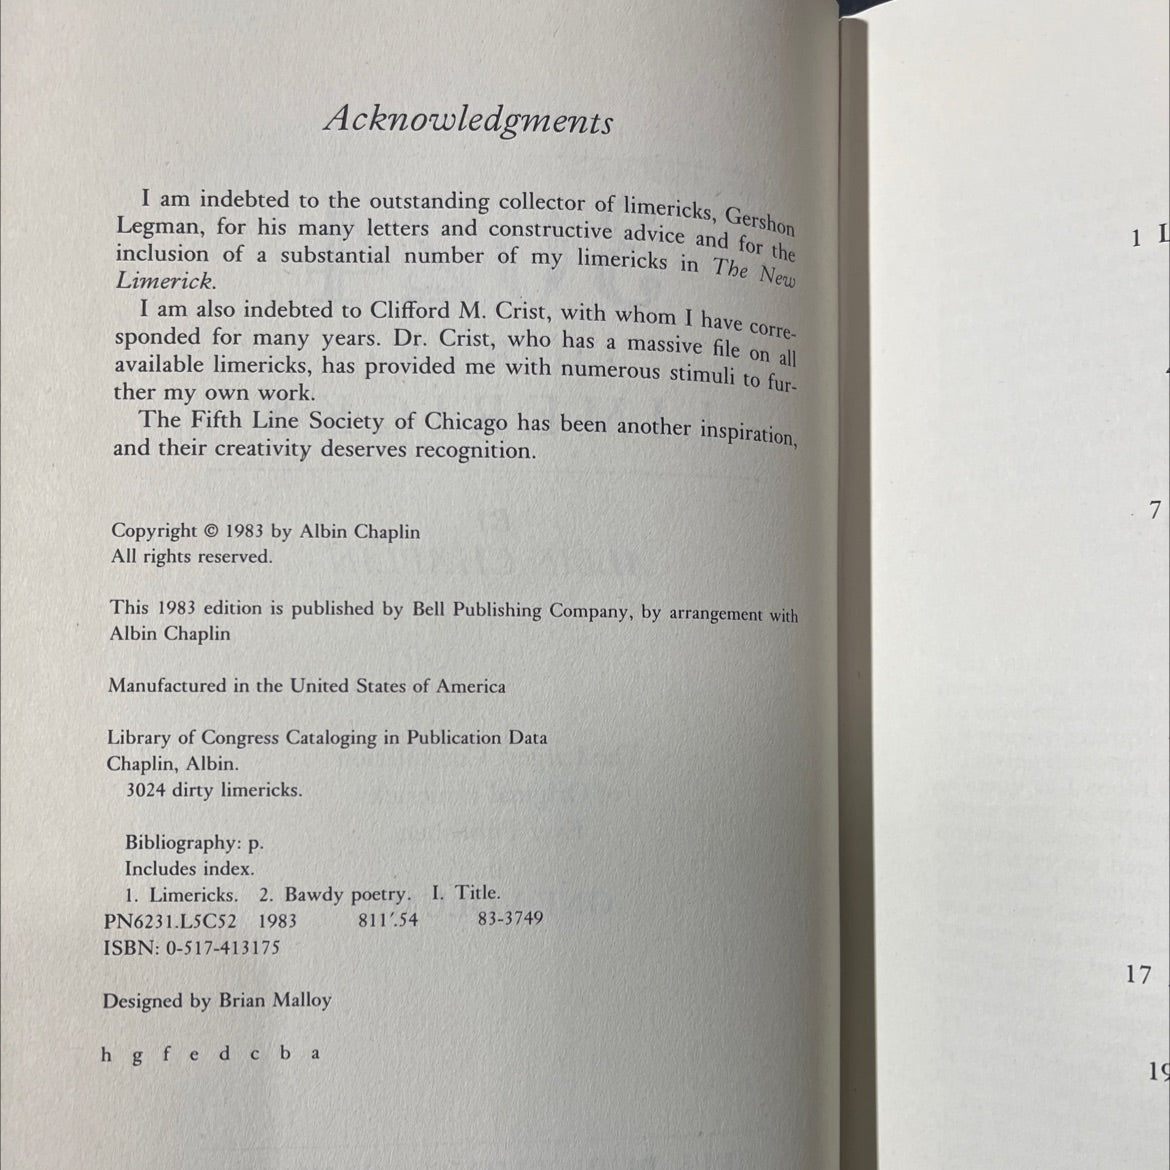 Acknowledgments
I am indebted to the outstanding collector of limericks, Gershon
Legman, for his many letters and constructive advice and for the
inclusion of a substantial number of my limericks in The New
Limerick.
I am also indebted to Clifford M. Crist, with whom I have corre-
sponded for many years. Dr. Crist, who has a massive file on all
available limericks, has provided me with numerous stimuli to fur-
ther my own work.
The Fifth Line Society of Chicago has been another inspiration,
and their creativity deserves recognition.
Copyright © 1983 by Albin Chaplin
All rights reserved.
This 1983 edition is published by Bell Publishing Company, by arrangement with
Albin Chaplin
Manufactured in the United States of America
Library of Congress Cataloging in Publication Data
Chaplin, Albin.
3024 dirty limericks.
Bibliography: p.
Includes index.
1. Limericks. 2. Bawdy poetry. I. Title.
PN6231.L5C52 1983 811′.54 83-3749
ISBN: 0-517-413175
Designed by Brian Malloy
h g f e d c b a
1
7
17
19